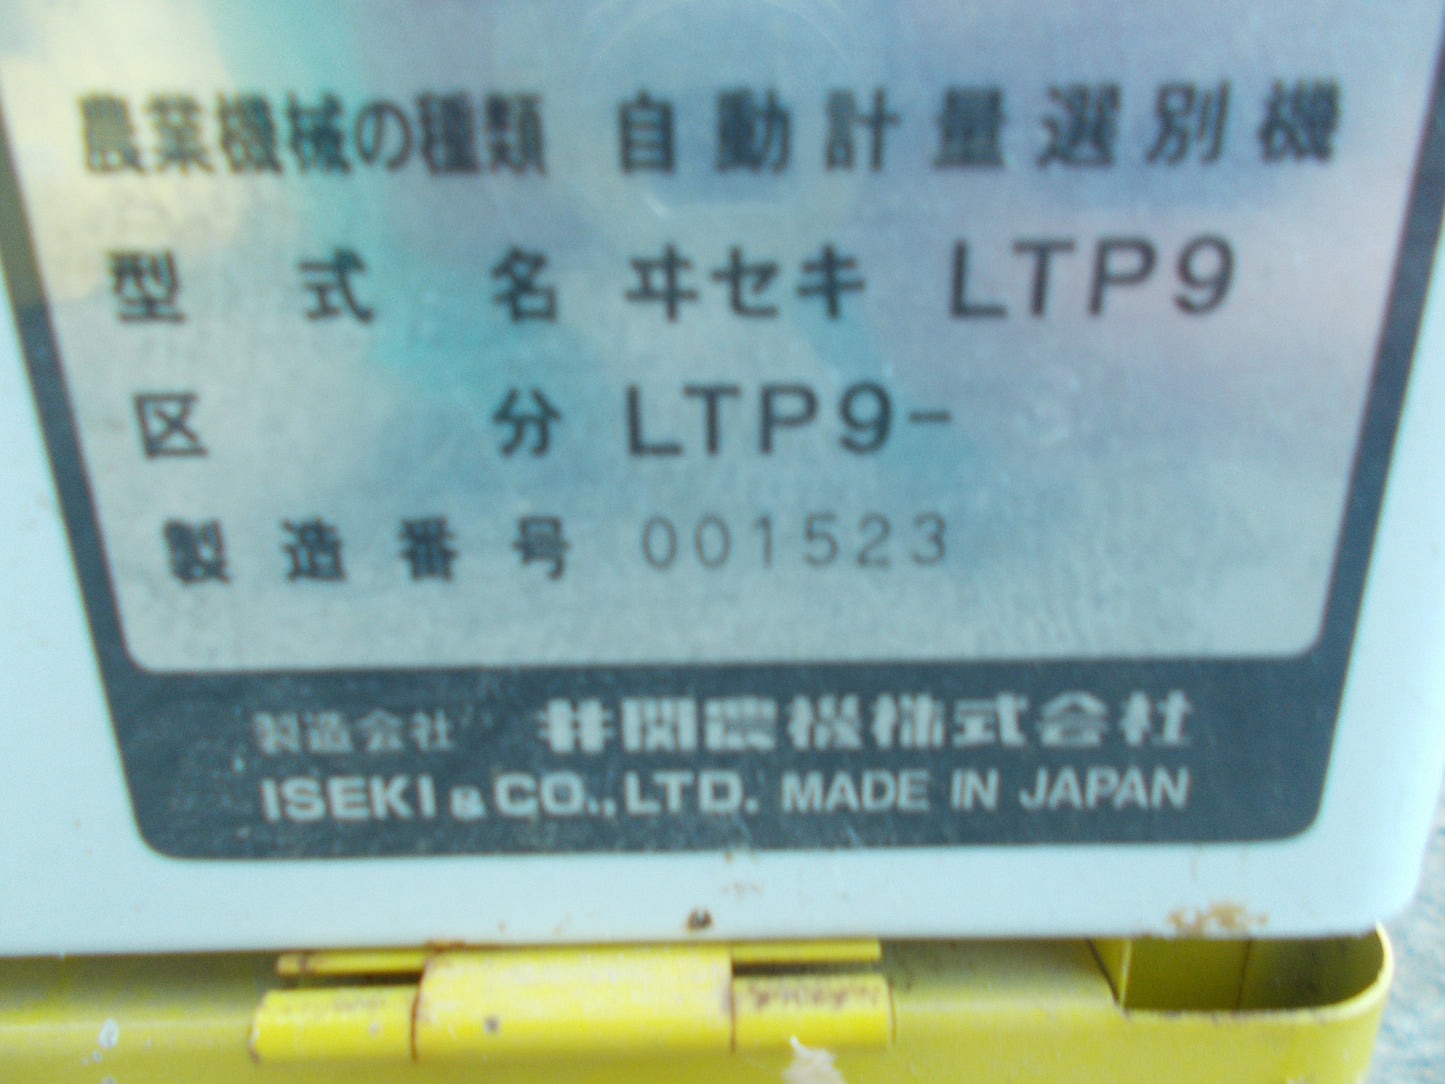 農業機械の種類 自動計量選別機
型式名 ヰセキ LTP9
区分 LTP9-
製造番号 001523
製造会社 井関農機株式会社
ISEKI & CO., LTD. MADE IN JAPAN